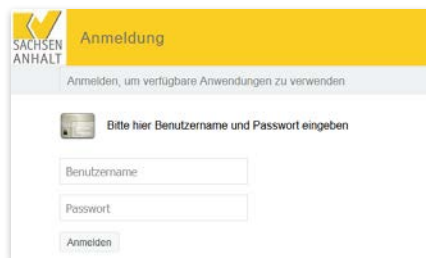 SACHSEN
ANHALT
Anmeldung
Anmelden, um verfügbare Anwendungen zu verwenden
Bitte hier Benutzername und Passwort eingeben
Benutzername
Passwort
Anmelden